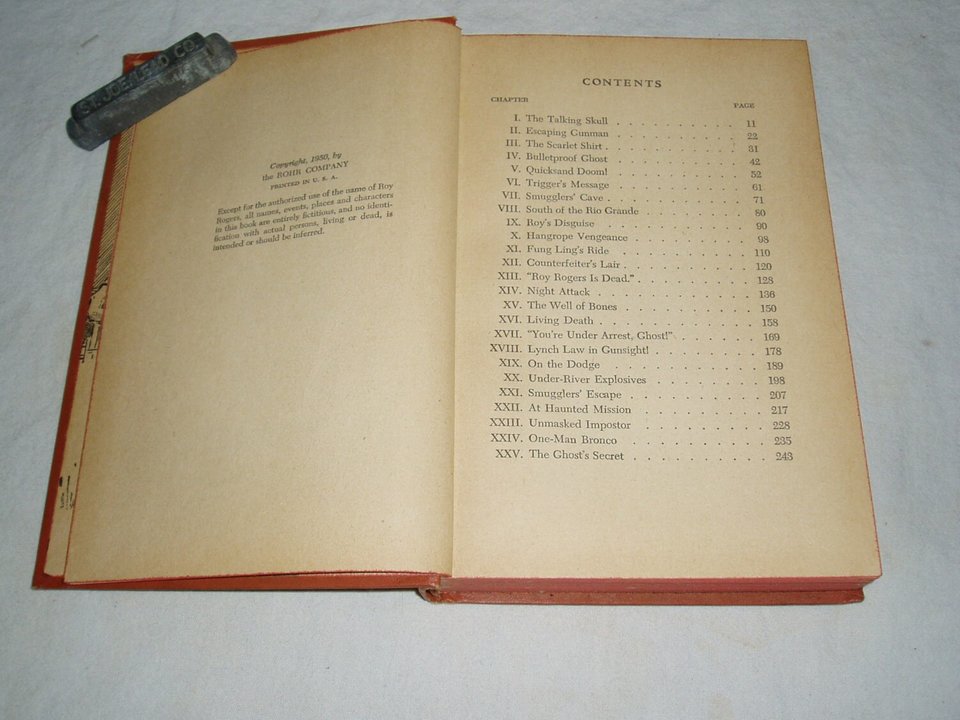 ST. JOE LEAD CO.
Copyright, 1950, by
the ROHR COMPANY
PRINTED IN U. S. A.
Except for the authorized use of the name of Roy
Rogers, all names, events, places and characters
in this book are entirely fictitious, and no identi-
fication with actual persons, living or dead, is
intended or should be inferred.
CONTENTS
CHAPTER PAGE
I. The Talking Skull . . . . . . . . . 11
II. Escaping Gunman . . . . . . . . . 22
III. The Scarlet Shirt . . . . . . . . . . 31
IV. Bulletproof Ghost . . . . . . . . . 42
V. Quicksand Doom! . . . . . . . . . 52
VI. Trigger's Message . . . . . . . . . 61
VII. Smugglers' Cave . . . . . . . . . . 71
VIII. South of the Rio Grande . . . . . . . 80
IX. Roy's Disguise . . . . . . . . . . 90
X. Hangrope Vengeance . . . . . . . . 98
XI. Fung Ling's Ride . . . . . . . . . 110
XII. Counterfeiter's Lair . . . . . . . . . 120
XIII. "Roy Rogers Is Dead." . . . . . . . . 128
XIV. Night Attack . . . . . . . . . . . 136
XV. The Well of Bones . . . . . . . . . 150
XVI. Living Death . . . . . . . . . . . 158
XVII. "You're Under Arrest, Ghost!" . . . . . 169
XVIII. Lynch Law in Gunsight! . . . . . . . 178
XIX. On the Dodge . . . . . . . . . . 189
XX. Under-River Explosives . . . . . . . 198
XXI. Smugglers' Escape . . . . . . . . . 207
XXII. At Haunted Mission . . . . . . . . 217
XXIII. Unmasked Impostor . . . . . . . . 228
XXIV. One-Man Bronco . . . . . . . . . 235
XXV. The Ghost's Secret . . . . . . . . . 243